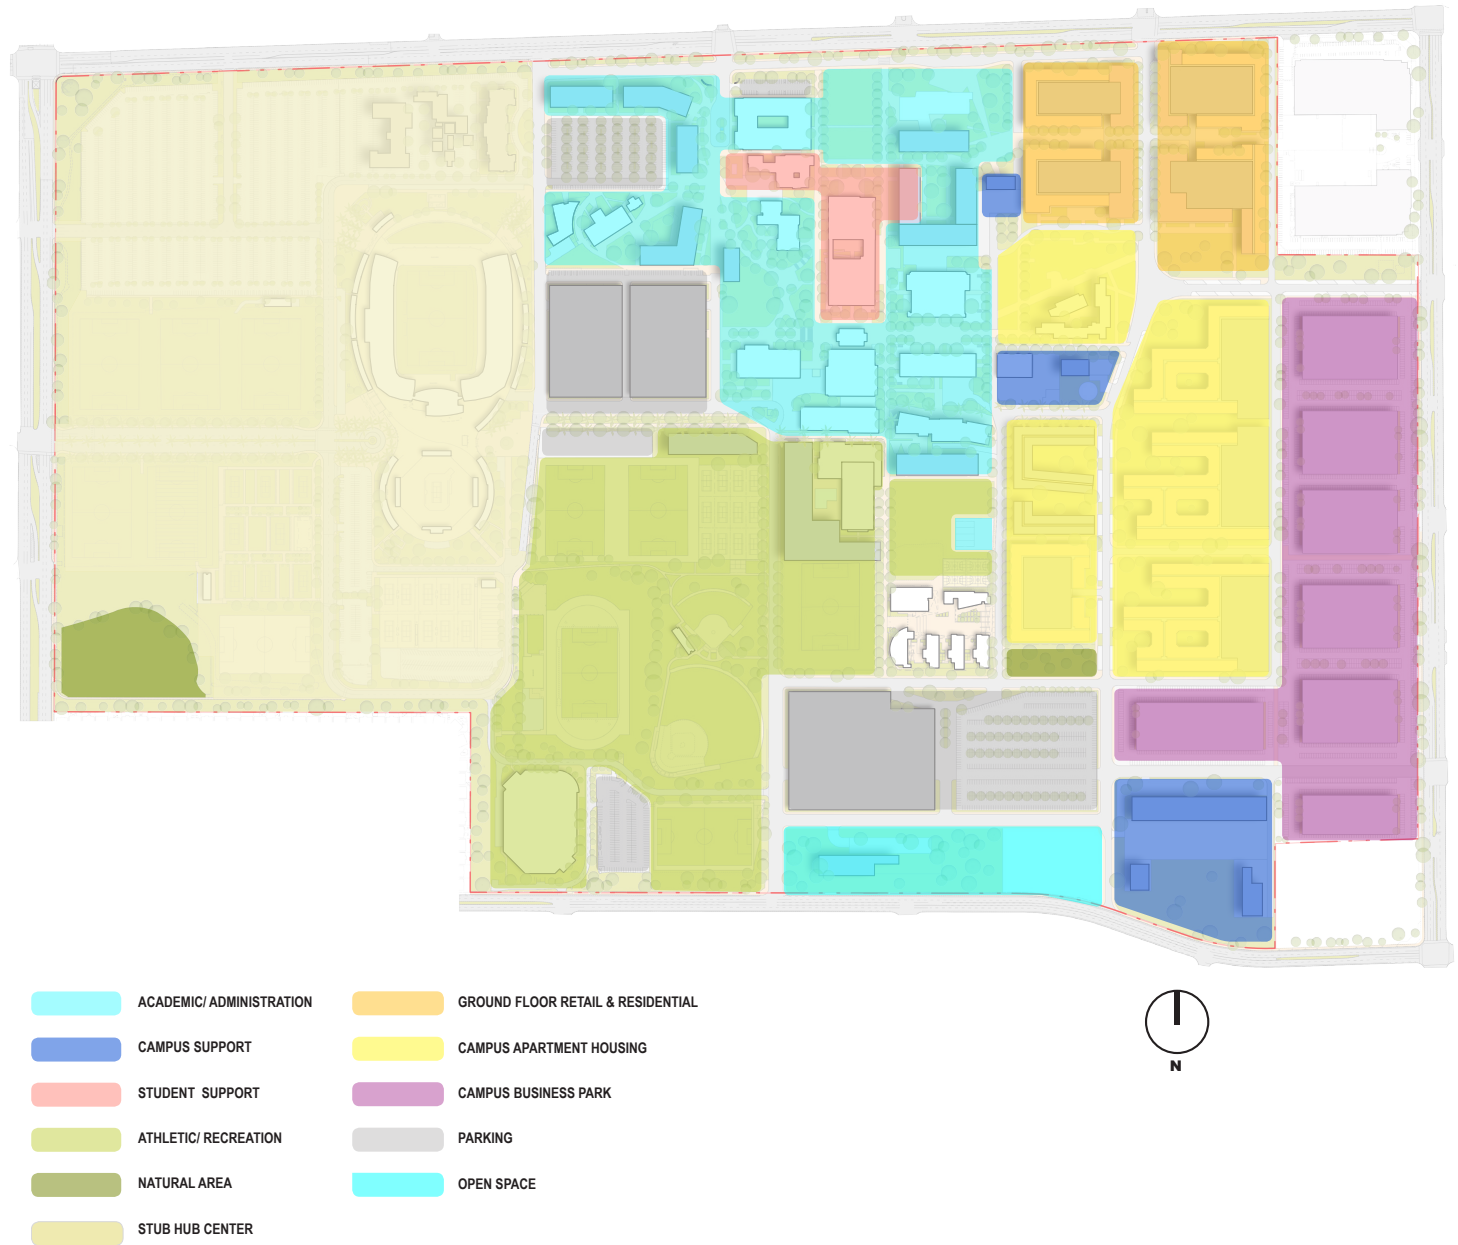 ACADEMIC/ ADMINISTRATION
CAMPUS SUPPORT
STUDENT SUPPORT
ATHLETIC/ RECREATION
NATURAL AREA
STUB HUB CENTER
GROUND FLOOR RETAIL & RESIDENTIAL
CAMPUS APARTMENT HOUSING
CAMPUS BUSINESS PARK
PARKING
OPEN SPACE
N